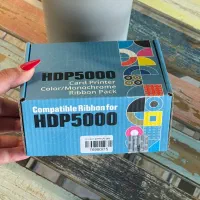 HDP5000
Card Printer
Color/Monochrome
Ribbon Pack
Compatible Ribbon for
HDP5000